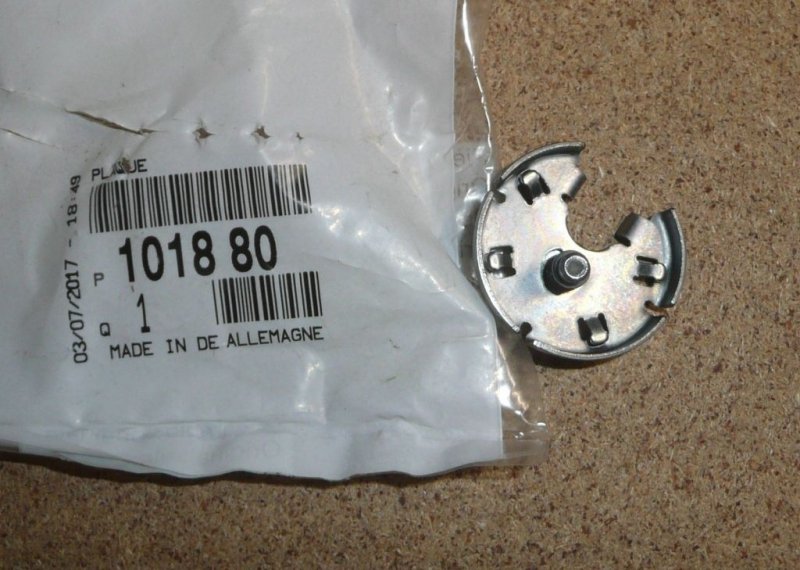 PLAQUE
P 1018 80
Q 1
MADE IN DE ALLEMAGNE
03/07/2017 - 18:49